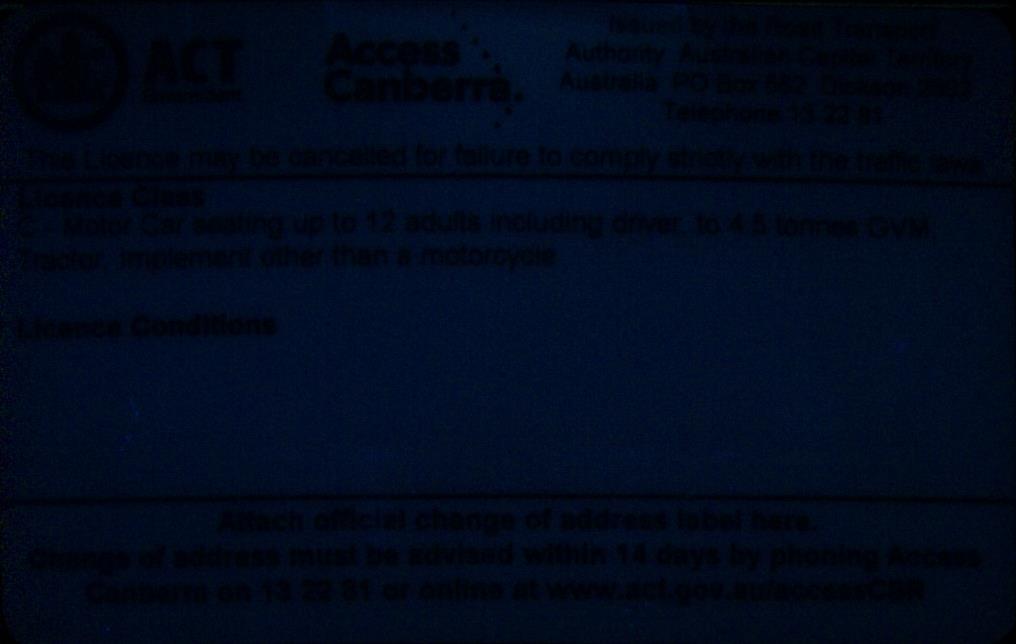 ACT
Government
Access
Canberra.
Issued by the Road Transport
Authority Australian Capital Territory
Australia PO Box 582 Dickson 2602
Telephone 13 22 81
This Licence may be cancelled for failure to comply strictly with the traffic laws
Licence Class
C - Motor Car seating up to 12 adults including driver, to 4.5 tonnes GVM,
Tractor, Implement other than a motorcycle
Licence Conditions
Attach official change of address label here.
Change of address must be advised within 14 days by phoning Access
Canberra on 13 22 81 or online at www.act.gov.au/accessCBR